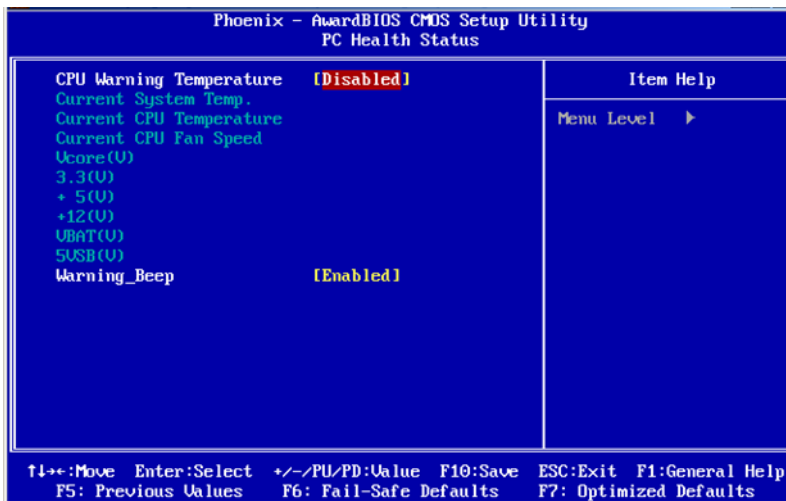 Phoenix - AwardBIOS CMOS Setup Utility
PC Health Status
CPU Warning Temperature [Disabled]
Current System Temp.
Current CPU Temperature
Current CPU Fan Speed
Vcore(V)
3.3(V)
+ 5(V)
+12(V)
VBAT(V)
5VSB(V)
Warning_Beep [Enabled]
Item Help
Menu Level ▶
↑↓→←:Move Enter:Select +/-/PU/PD:Value F10:Save ESC:Exit F1:General Help
F5: Previous Values F6: Fail-Safe Defaults F7: Optimized Defaults